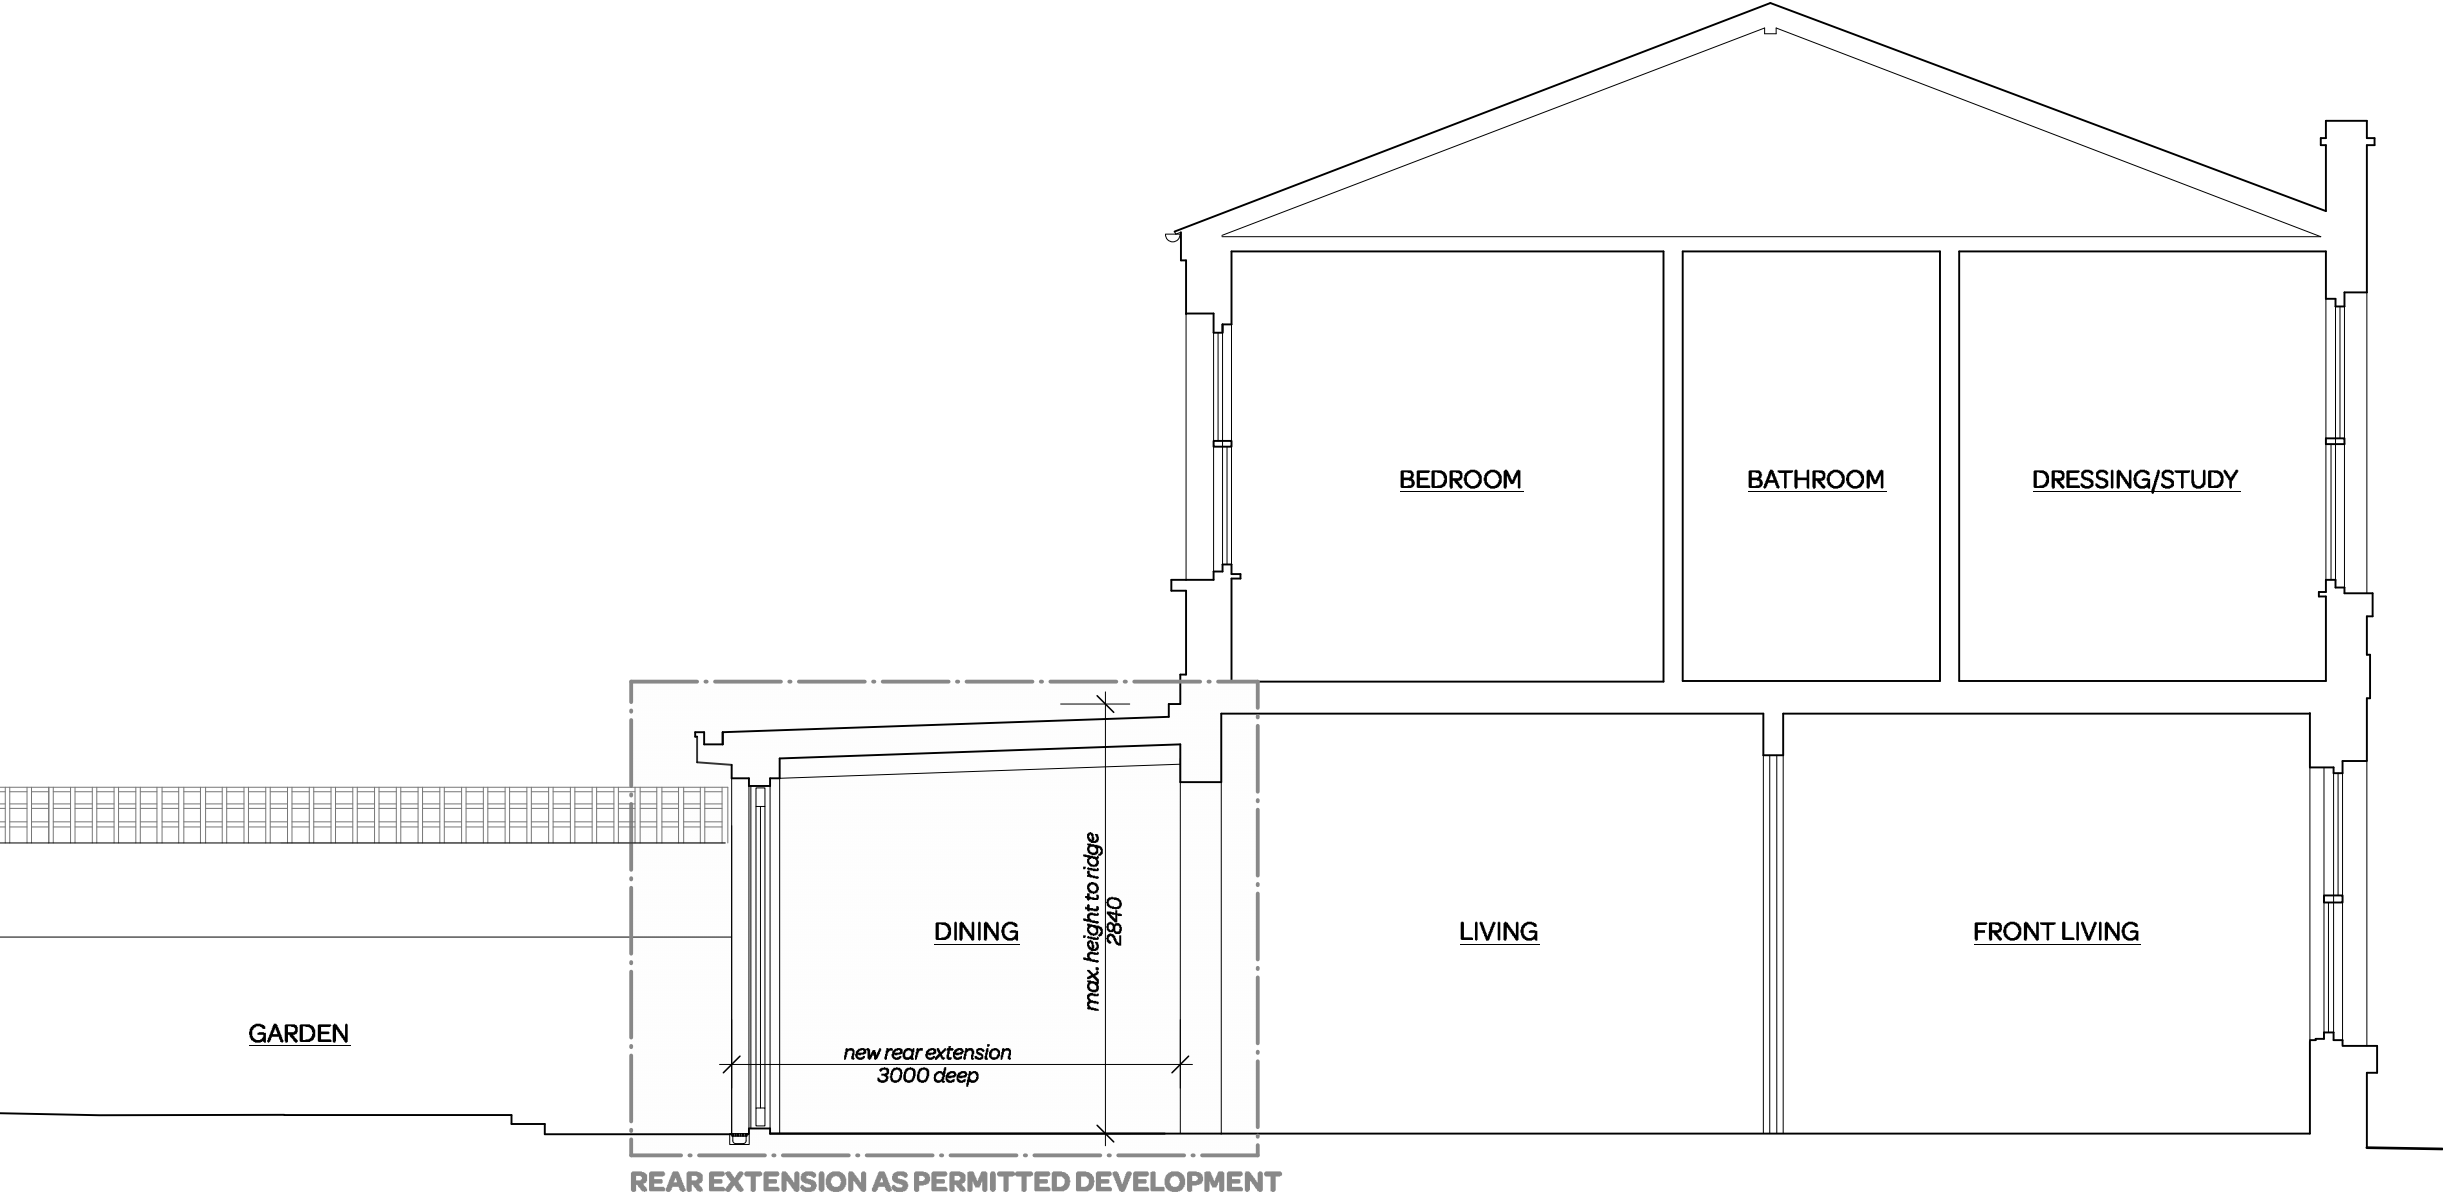 BEDROOM
BATHROOM
DRESSING/STUDY
max. height to ridge
2840
DINING
LIVING
FRONT LIVING
GARDEN
new rear extension
3000 deep
REAR EXTENSION AS PERMITTED DEVELOPMENT